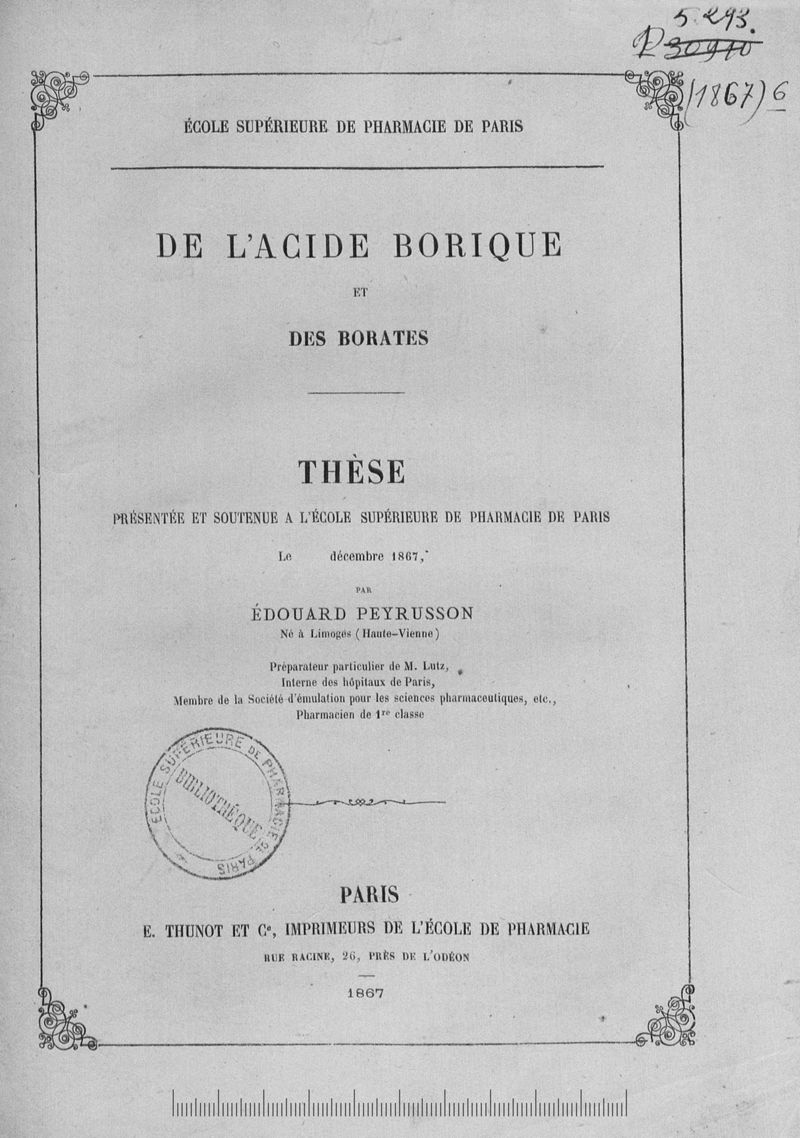 5 293.
P 30970
(1867) 6
ÉCOLE SUPÉRIEURE DE PHARMACIE DE PARIS
DE L'ACIDE BORIQUE
ET
DES BORATES
THÈSE
PRÉSENTÉE ET SOUTENUE A L'ÉCOLE SUPÉRIEURE DE PHARMACIE DE PARIS
Le décembre 1867,
PAR
ÉDOUARD PEYRUSSON
Né à Limoges (Haute-Vienne)
Préparateur particulier de M. Lutz,
Interne des hôpitaux de Paris,
Membre de la Société d'émulation pour les sciences pharmaceutiques, etc.,
Pharmacien de 1re classe
ÉCOLE SUPÉRIEURE DE PHARMACIE DE PARIS
BIBLIOTHÉQUE
PARIS
E. THUNOT ET Ce, IMPRIMEURS DE L'ÉCOLE DE PHARMACIE
RUE RACINE, 26, PRÈS DE L'ODÉON
1867